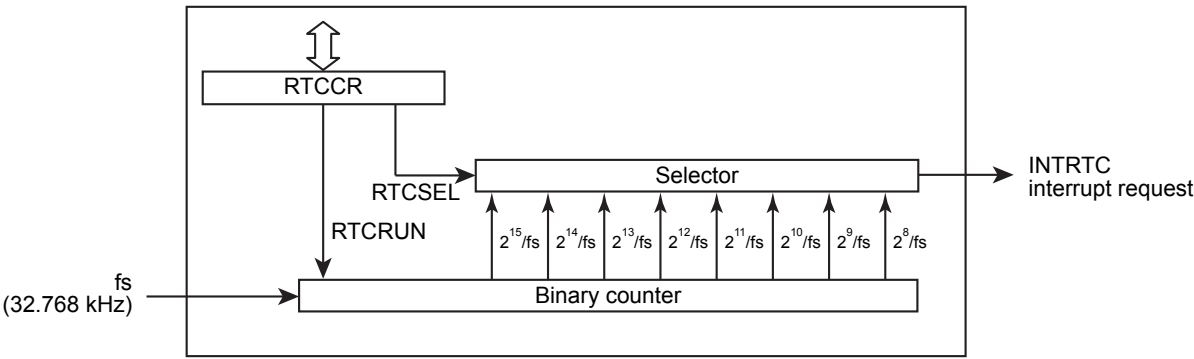 RTCCR
Selector
INTRTC
interrupt request
RTCSEL
RTCRUN
2^15/fs 2^14/fs 2^13/fs 2^12/fs 2^11/fs 2^10/fs 2^9/fs 2^8/fs
fs
(32.768 kHz)
Binary counter